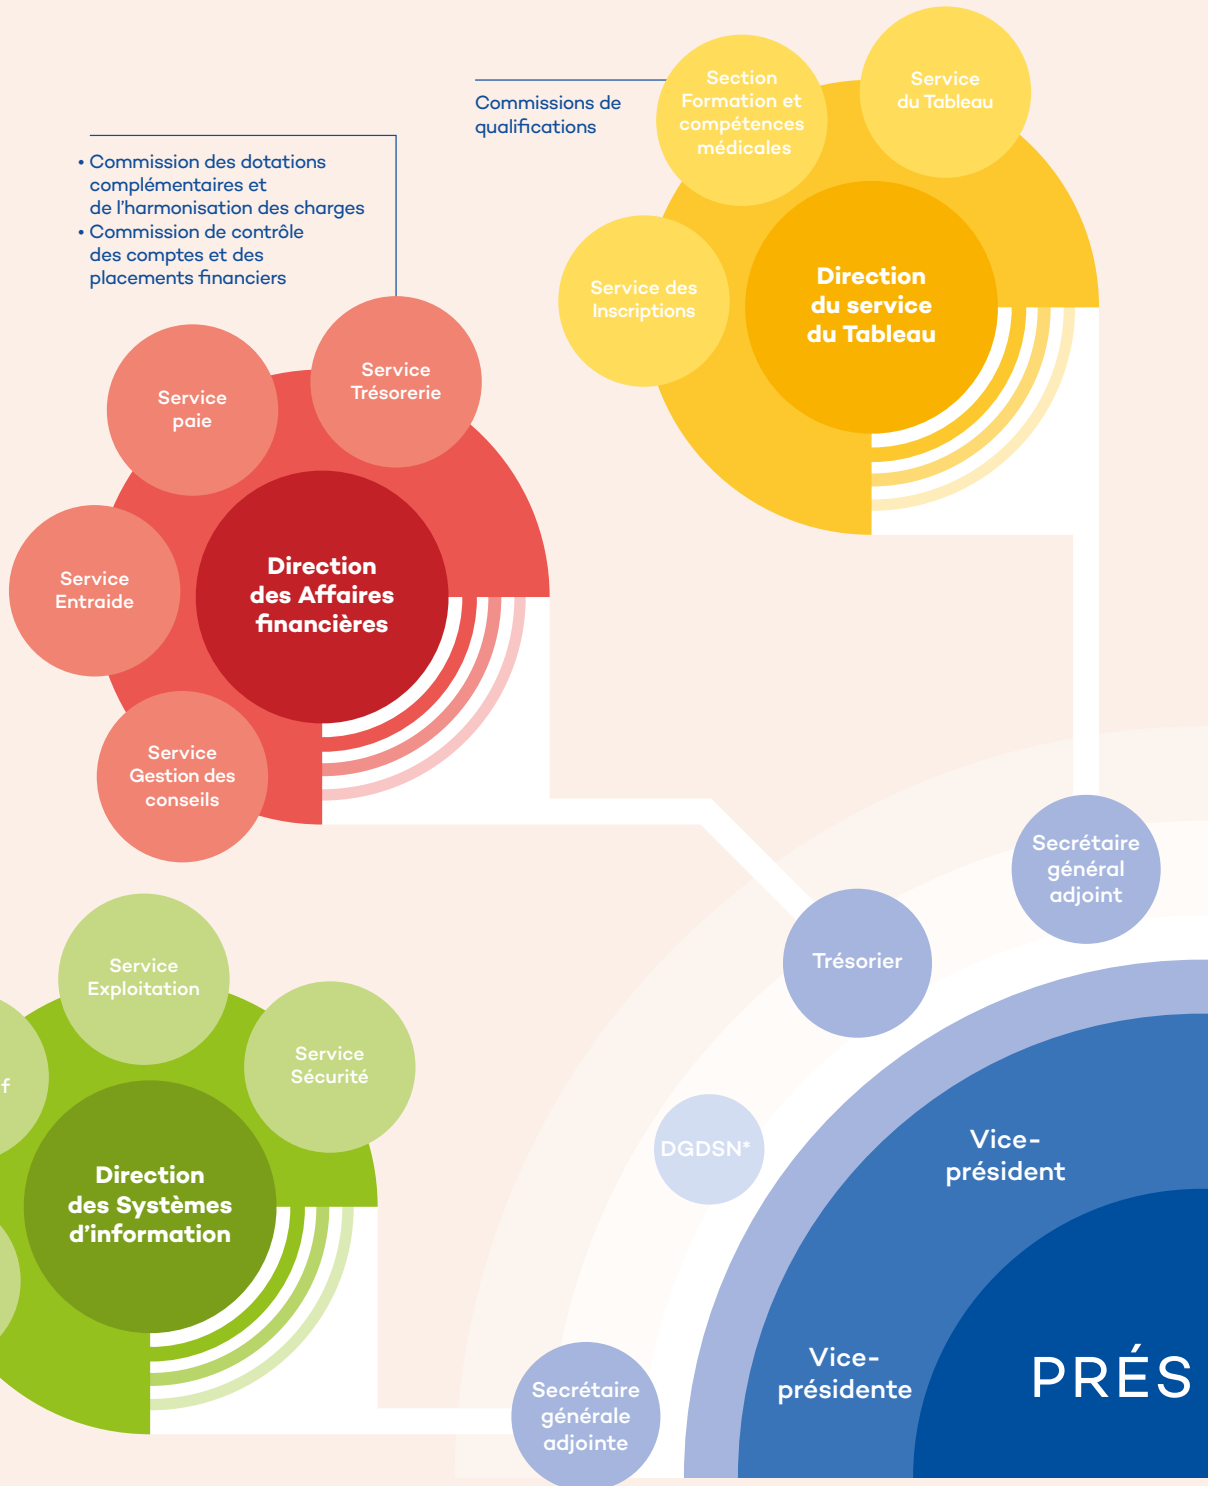 Commissions de
qualifications
Section
Formation et
compétences
médicales
Service
du Tableau
Service des
Inscriptions
Direction
du service
du Tableau
• Commission des dotations
complémentaires et
de l'harmonisation des charges
• Commission de contrôle
des comptes et des
placements financiers
Service
paie
Service
Trésorerie
Service
Entraide
Direction
des Affaires
financières
Service
Gestion des
conseils
Secrétaire
général
adjoint
Trésorier
Service
Exploitation
Service
Sécurité
f
Direction
des Systèmes
d'information
DGDSN*
Vice-
président
Vice-
présidente
PRÉS
Secrétaire
générale
adjointe